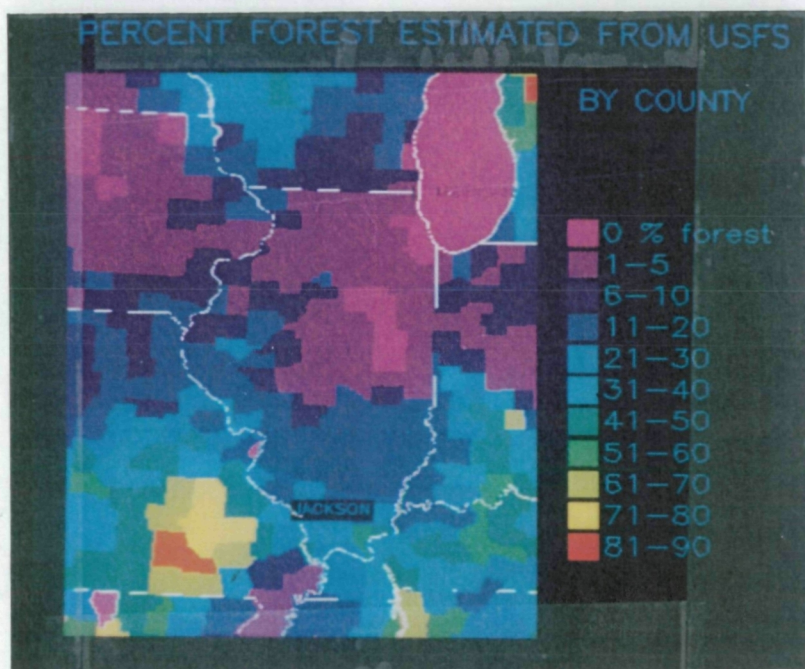 PERCENT FOREST ESTIMATED FROM USFS
BY COUNTY
0 % forest
1-5
6-10
11-20
21-30
31-40
41-50
51-60
61-70
71-80
81-90
JACKSON